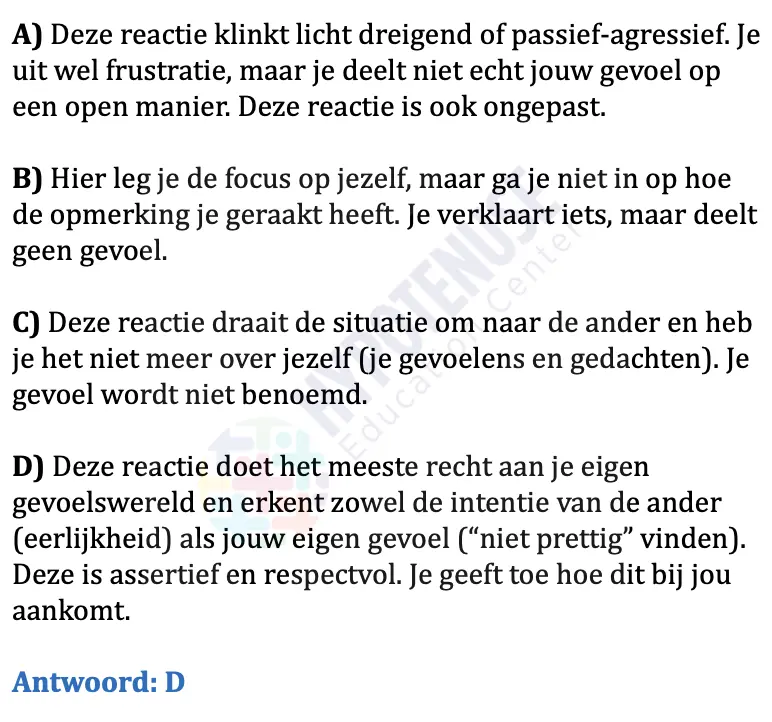 A) Deze reactie klinkt licht dreigend of passief-agressief. Je
uit wel frustratie, maar je deelt niet echt jouw gevoel op
een open manier. Deze reactie is ook ongepast.
B) Hier leg je de focus op jezelf, maar ga je niet in op hoe
de opmerking je geraakt heeft. Je verklaart iets, maar deelt
geen gevoel.
C) Deze reactie draait de situatie om naar de ander en heb
je het niet meer over jezelf (je gevoelens en gedachten). Je
gevoel wordt niet benoemd.
D) Deze reactie doet het meeste recht aan je eigen
gevoelswereld en erkent zowel de intentie van de ander
(eerlijkheid) als jouw eigen gevoel (“niet prettig” vinden).
Deze is assertief en respectvol. Je geeft toe hoe dit bij jou
aankomt.
Antwoord: D
HYPOTENUSE
Education Center